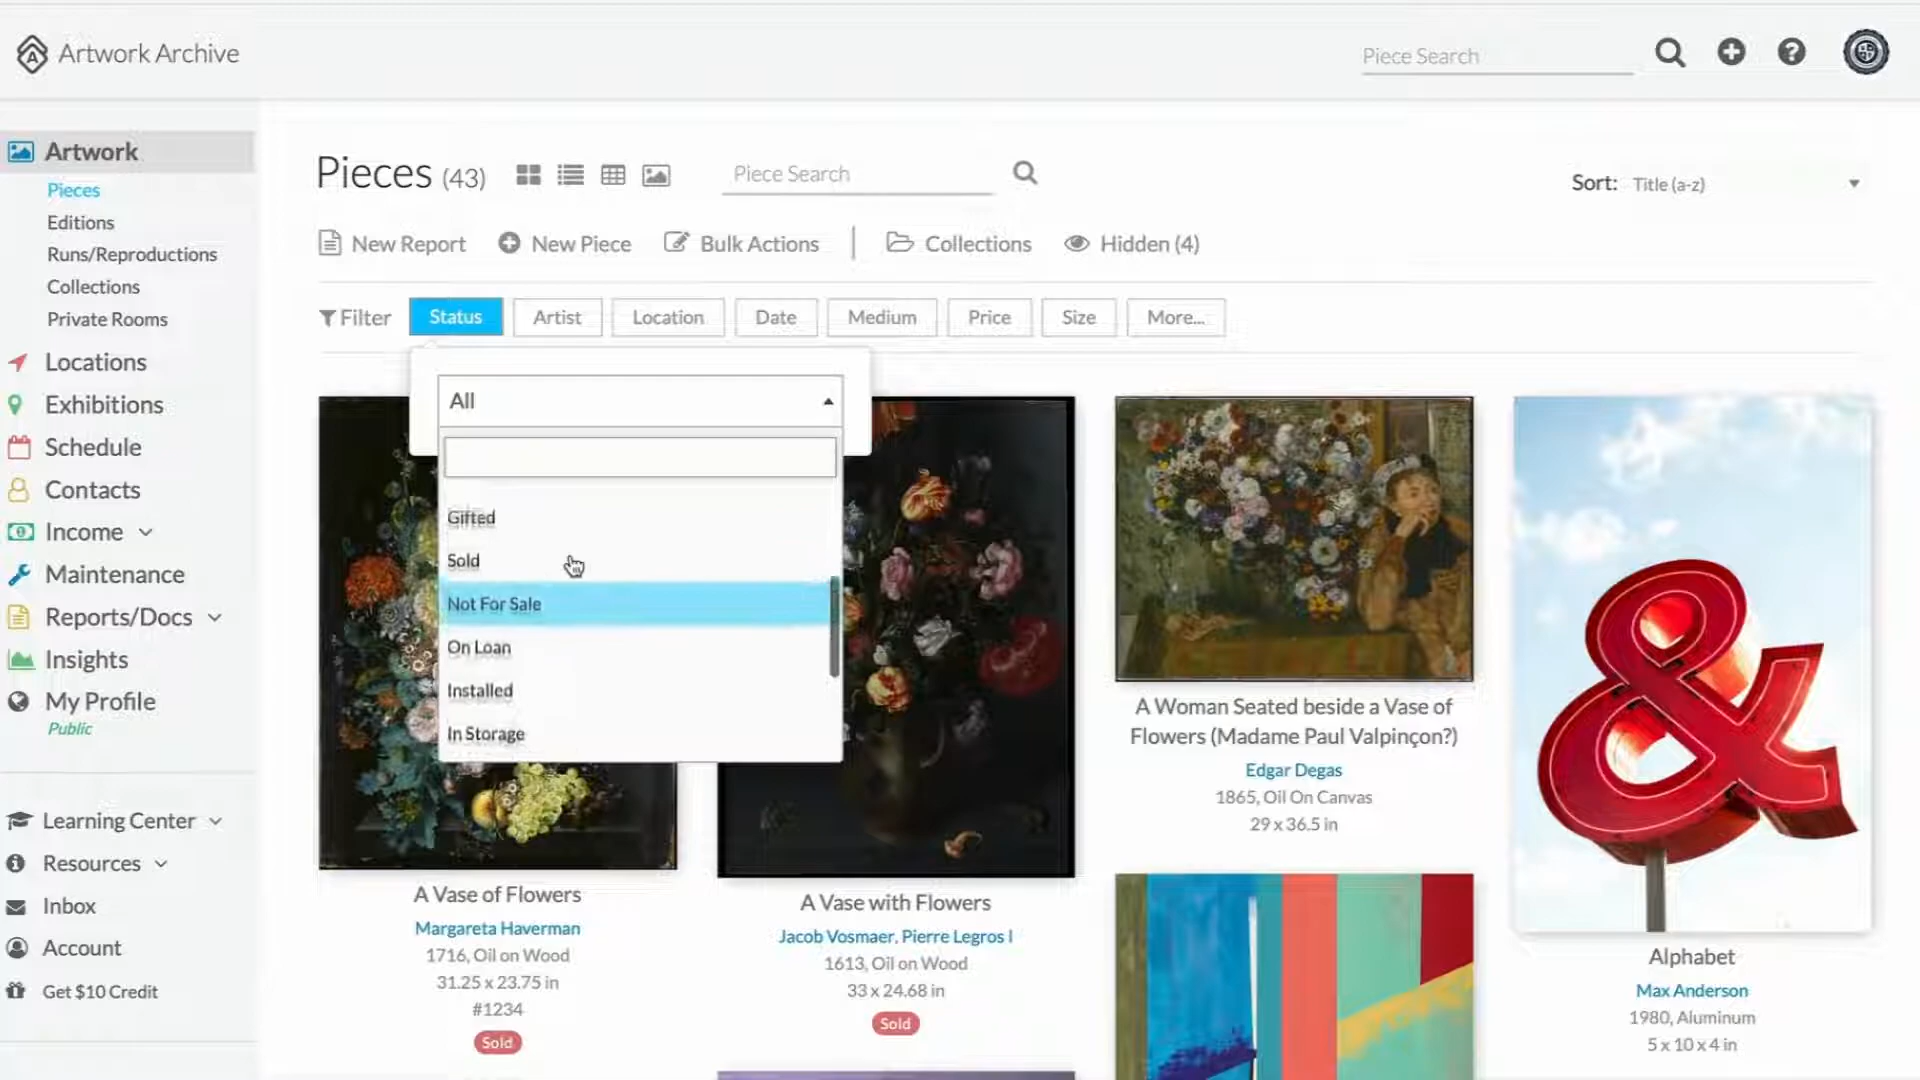 Artwork Archive
Piece Search
Artwork
Pieces
Editions
Runs/Reproductions
Collections
Private Rooms
Locations
Exhibitions
Schedule
Contacts
Income
Maintenance
Reports/Docs
Insights
My Profile
Public
Learning Center
Resources
Inbox
Account
Get $10 Credit
Pieces (43)
Piece Search
Sort: Title (a-z)
New Report
New Piece
Bulk Actions
Collections
Hidden (4)
Filter
Status
Artist
Location
Date
Medium
Price
Size
More...
All
Gifted
Sold
Not For Sale
On Loan
Installed
In Storage
A Vase of Flowers
Margareta Haverman
1716, Oil on Wood
31.25 x 23.75 in
#1234
Sold
A Vase with Flowers
Jacob Vosmaer, Pierre Legros I
1613, Oil on Wood
33 x 24.68 in
Sold
A Woman Seated beside a Vase of
Flowers (Madame Paul Valpinçon?)
Edgar Degas
1865, Oil On Canvas
29 x 36.5 in
&
Alphabet
Max Anderson
1980, Aluminum
5 x 10 x 4 in